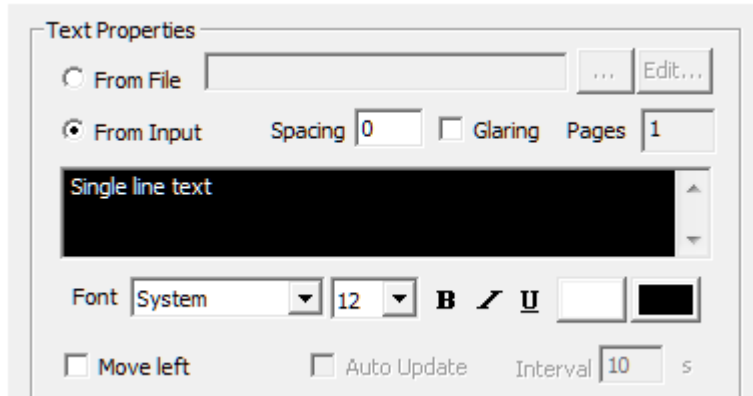 Text Properties
From File ... Edit...
From Input Spacing 0 Glaring Pages 1
Single line text
Font System 12 B I U
Move left Auto Update Interval 10 s